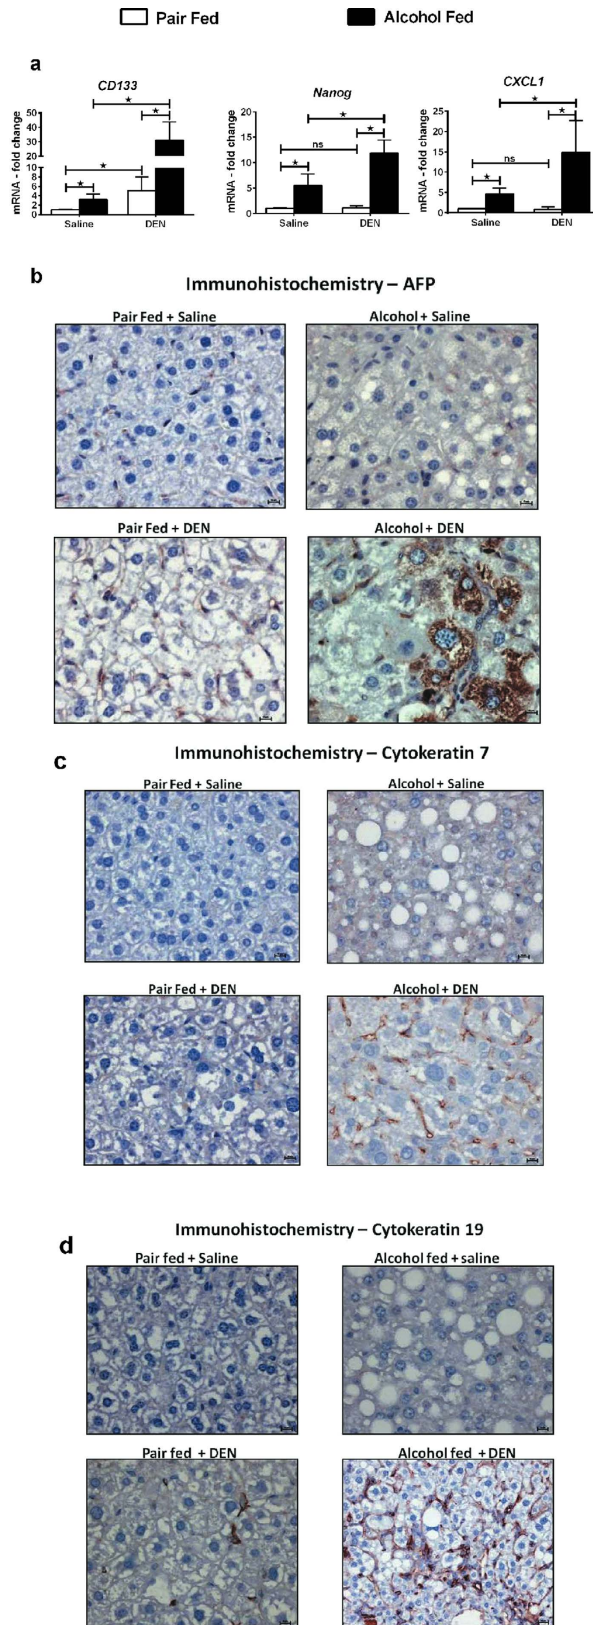 Pair Fed Alcohol Fed
a
CD133
Nanog
CXCL1
mRNA - fold change
50
40
30
20
10
8
6
4
2
0
★
★
★
★
Saline DEN
mRNA - fold change
20
15
10
5
0
★
ns
★
★
Saline DEN
mRNA - fold change
25
20
15
10
5
0
★
★
ns
★
Saline DEN
b
Immunohistochemistry – AFP
Pair Fed + Saline
Alcohol + Saline
Pair Fed + DEN
Alcohol + DEN
c
Immunohistochemistry – Cytokeratin 7
Pair Fed + Saline
Alcohol + Saline
Pair Fed + DEN
Alcohol + DEN
d
Immunohistochemistry – Cytokeratin 19
Pair fed + Saline
Alcohol fed + saline
Pair fed + DEN
Alcohol fed + DEN